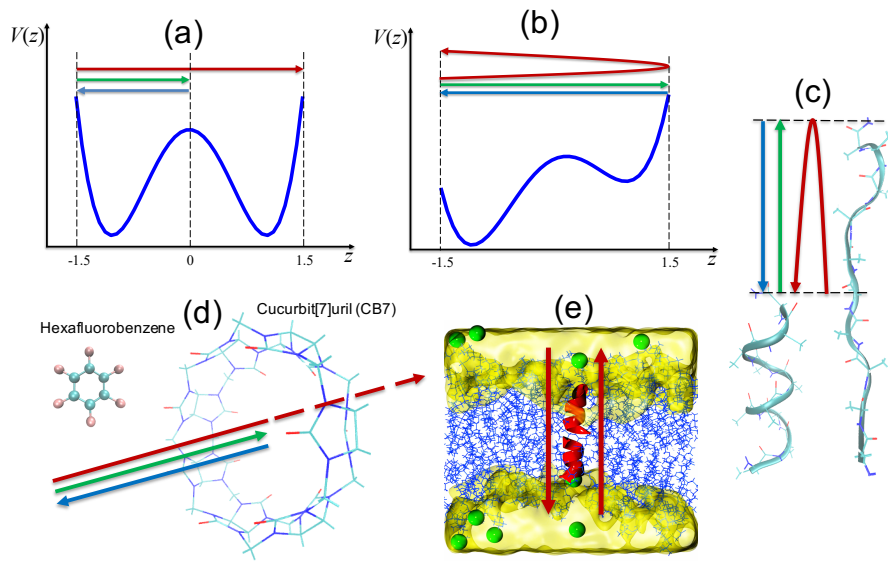 (a)
V(z)
-1.5
0
1.5
z
(b)
V(z)
-1.5
1.5
z
(c)
(d)
Hexafluorobenzene
Cucurbit[7]uril (CB7)
(e)